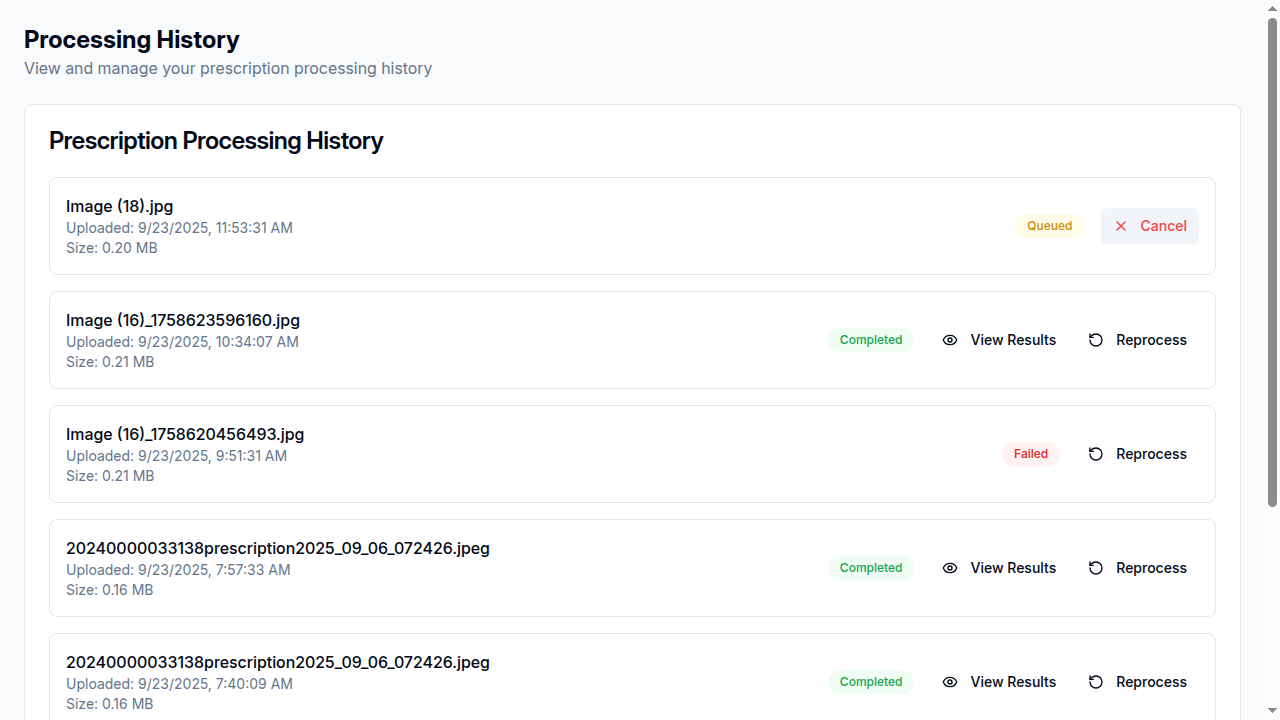 Processing History
View and manage your prescription processing history
Prescription Processing History
Image (18).jpg
Uploaded: 9/23/2025, 11:53:31 AM
Size: 0.20 MB
Queued
Cancel
Image (16)_1758623596160.jpg
Uploaded: 9/23/2025, 10:34:07 AM
Size: 0.21 MB
Completed
View Results
Reprocess
Image (16)_1758620456493.jpg
Uploaded: 9/23/2025, 9:51:31 AM
Size: 0.21 MB
Failed
Reprocess
20240000033138prescription2025_09_06_072426.jpeg
Uploaded: 9/23/2025, 7:57:33 AM
Size: 0.16 MB
Completed
View Results
Reprocess
20240000033138prescription2025_09_06_072426.jpeg
Uploaded: 9/23/2025, 7:40:09 AM
Size: 0.16 MB
Completed
View Results
Reprocess